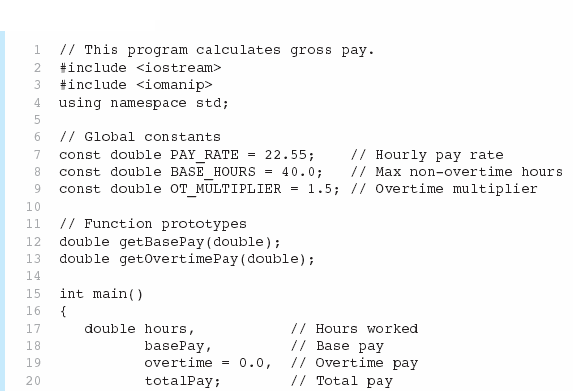 1 // This program calculates gross pay.
2 #include <iostream>
3 #include <iomanip>
4 using namespace std;
5
6 // Global constants
7 const double PAY_RATE = 22.55;    // Hourly pay rate
8 const double BASE_HOURS = 40.0;   // Max non-overtime hours
9 const double OT_MULTIPLIER = 1.5; // Overtime multiplier
10
11 // Function prototypes
12 double getBasePay(double);
13 double getOvertimePay(double);
14
15 int main()
16 {
17    double hours,           // Hours worked
18           basePay,         // Base pay
19           overtime = 0.0,  // Overtime pay
20           totalPay;        // Total pay